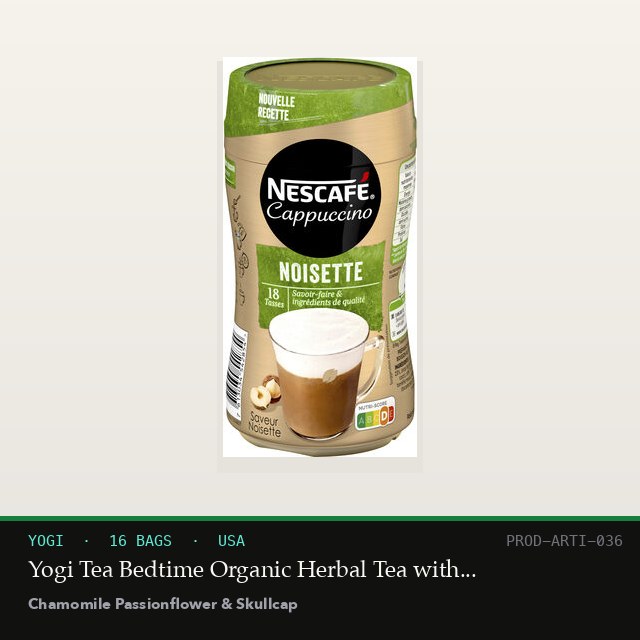 NOUVELLE
RECETTE
NESCAFÉ®
Cappuccino
NOISETTE
18
Tasses
Savoir-faire &
ingrédients de qualité
Saveur
Noisette
NUTRI-SCORE
A B C D E
YOGI · 16 BAGS · USA
PROD–ARTI–036
Yogi Tea Bedtime Organic Herbal Tea with...
Chamomile Passionflower & Skullcap